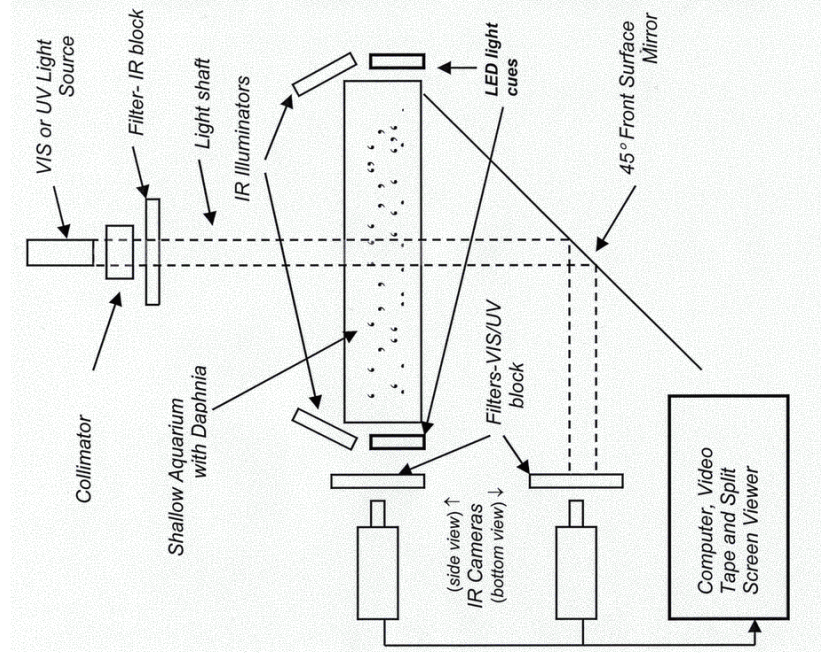 VIS or UV Light
Source
Filter- IR block
Light shaft
IR Illuminators
LED light
cues
45° Front Surface
Mirror
Collimator
Shallow Aquarium
with Daphnia
Filters-VIS/UV
block
(side view) ↑
IR Cameras
(bottom view) ↓
Computer, Video
Tape and Split
Screen Viewer